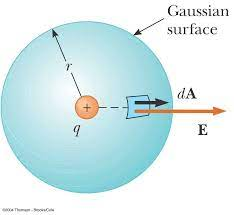 Gaussian
surface
r
dA
+
q
E
©2004 Thomson - Brooks/Cole